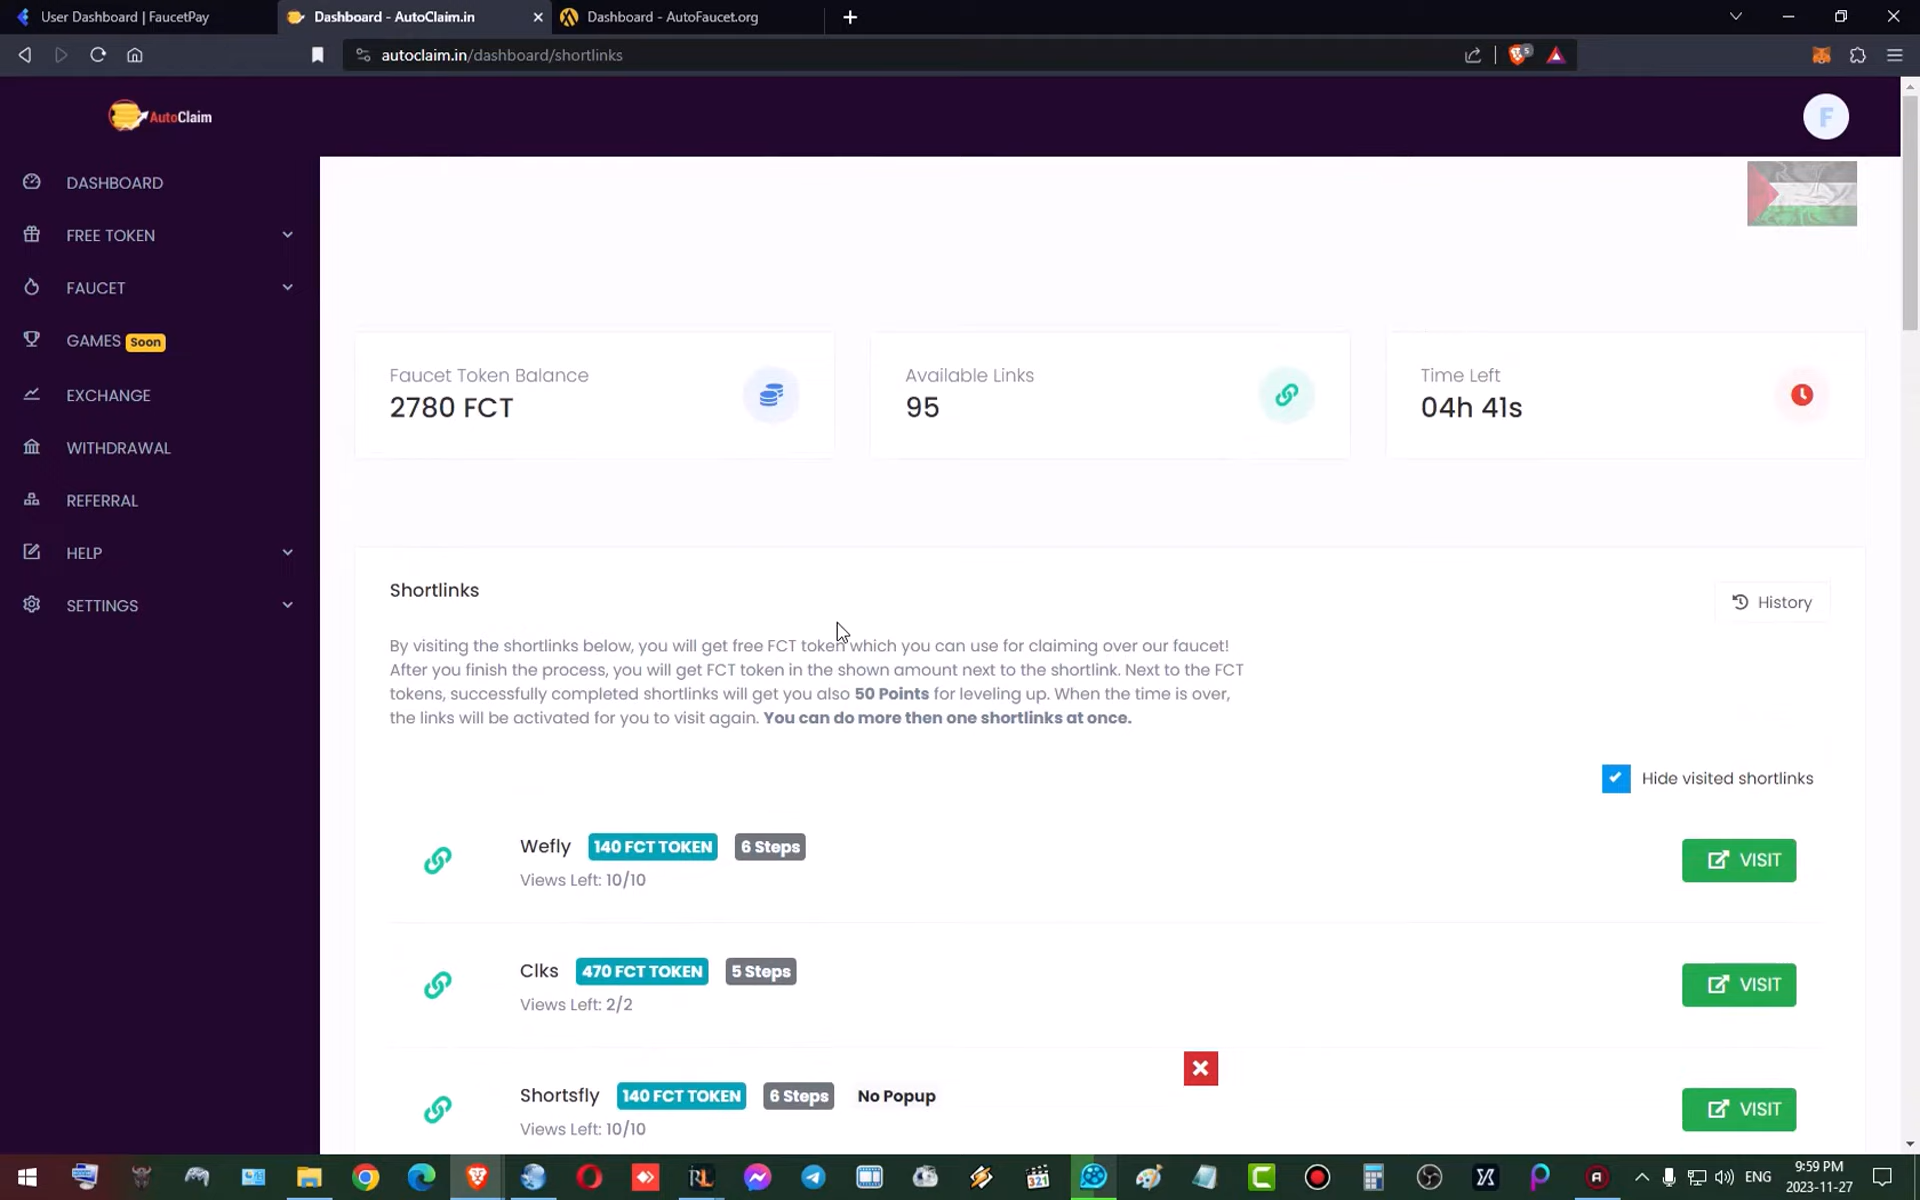 User Dashboard | FaucetPay
Dashboard - AutoClaim.in
Dashboard - AutoFaucet.org
autoclaim.in/dashboard/shortlinks
5
AutoClaim
F
DASHBOARD
FREE TOKEN
FAUCET
GAMES Soon
EXCHANGE
WITHDRAWAL
REFERRAL
HELP
SETTINGS
Faucet Token Balance
2780 FCT
Available Links
95
Time Left
04h 41s
Shortlinks
History
By visiting the shortlinks below, you will get free FCT token which you can use for claiming over our faucet!
After you finish the process, you will get FCT token in the shown amount next to the shortlink. Next to the FCT
tokens, successfully completed shortlinks will get you also 50 Points for leveling up. When the time is over,
the links will be activated for you to visit again. You can do more then one shortlinks at once.
Hide visited shortlinks
Wefly 140 FCT TOKEN 6 Steps
Views Left: 10/10
VISIT
Clks 470 FCT TOKEN 5 Steps
Views Left: 2/2
VISIT
Shortsfly 140 FCT TOKEN 6 Steps No Popup
Views Left: 10/10
VISIT
RL
321
ENG
9:59 PM
2023-11-27